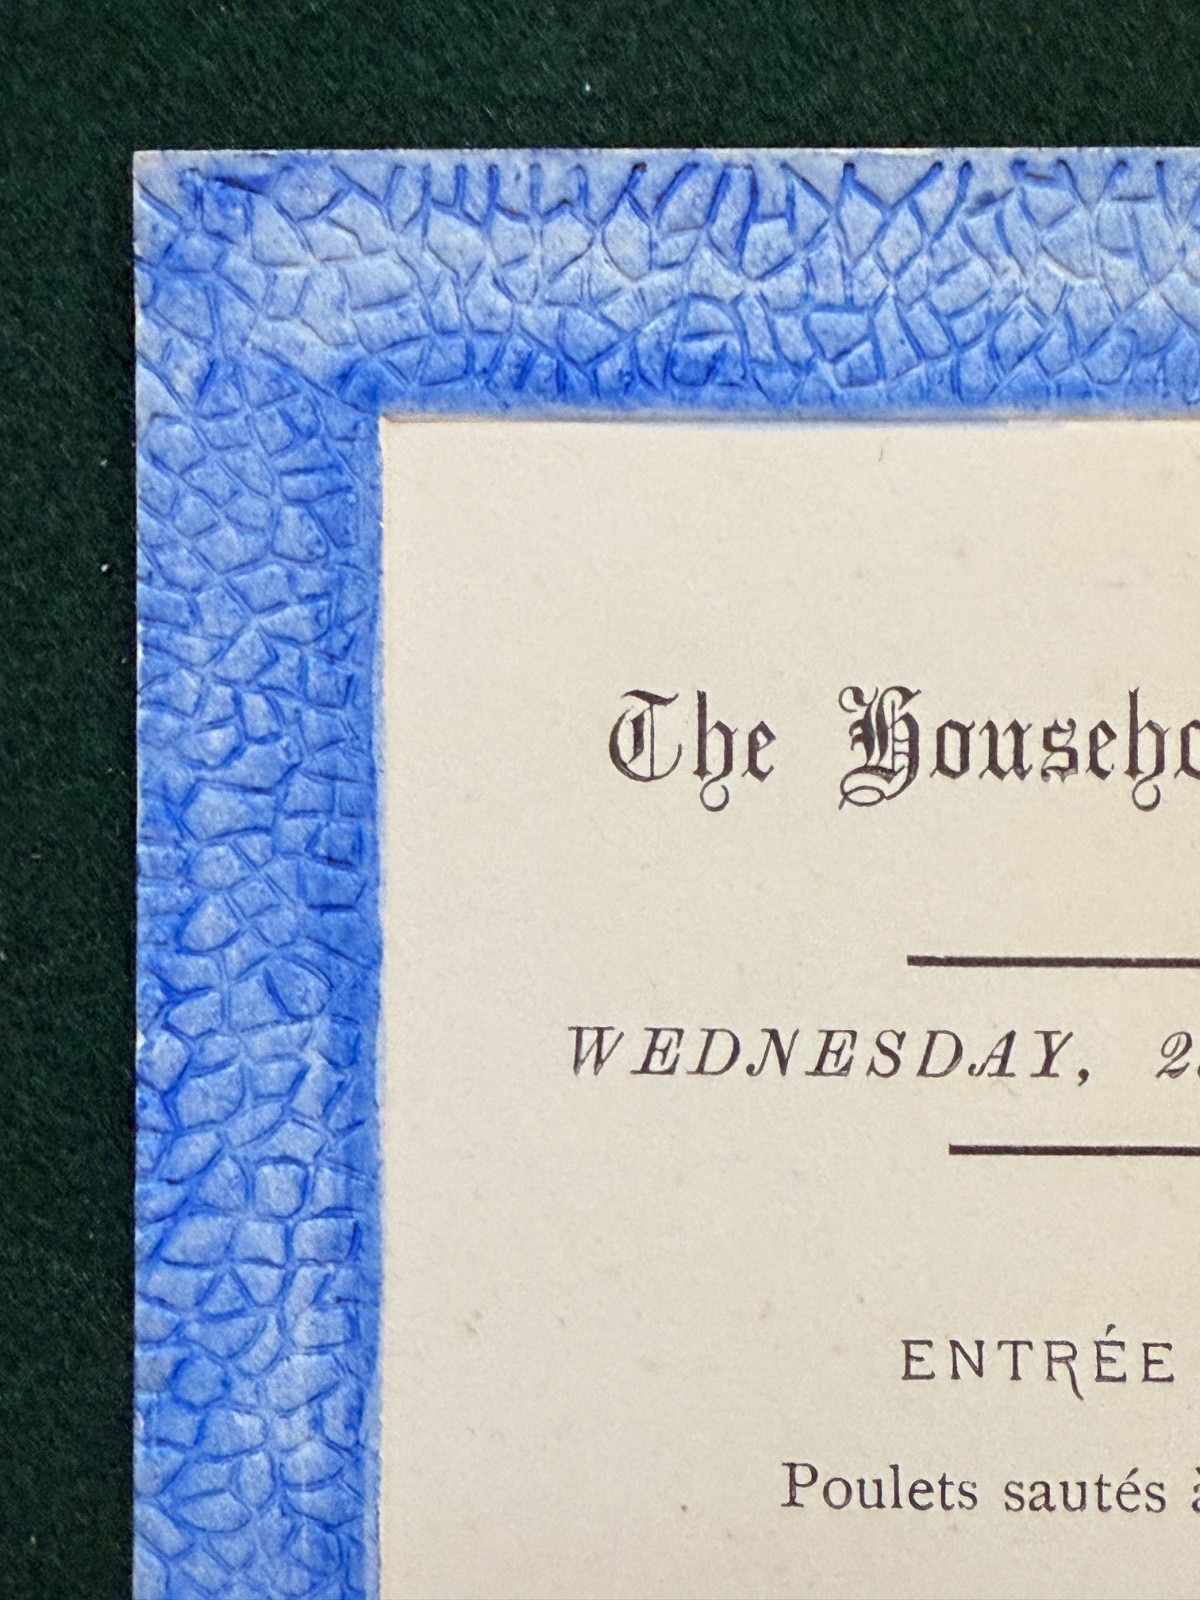 The Househo
WEDNESDAY, 2
ENTRÉE
Poulets sautés à